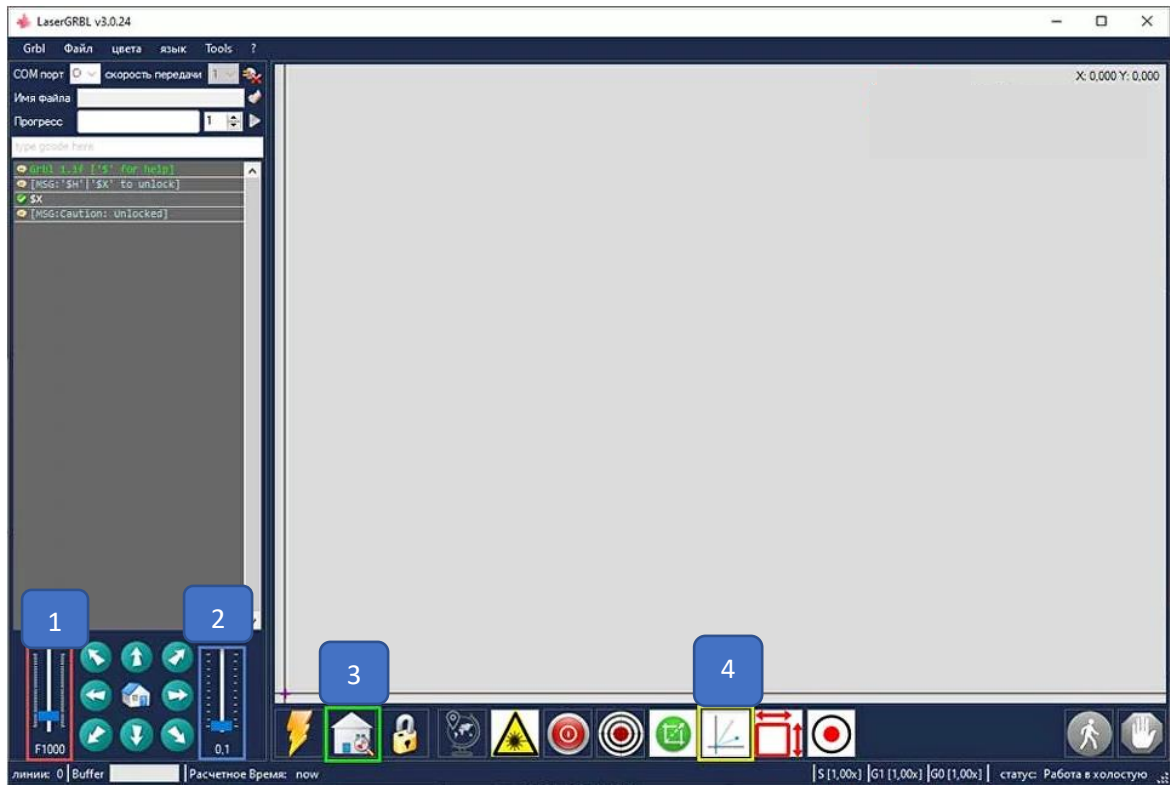 LaserGRBL v3.0.24
Grbl Файл цвета язык Tools ?
COM порт скорость передачи 1
Имя файла
Прогресс 1
type gcode here
X: 0,000 Y: 0,000
Grbl 1.1f ['$' for help]
[MSG:'$H'|'$X' to unlock]
$X
[MSG:Caution: Unlocked]
1
2
3
4
F1000
0,1
линии: 0 Buffer Расчетное Время: now S [1,00x] G1 [1,00x] G0 [1,00x] статус: Работа в холостую